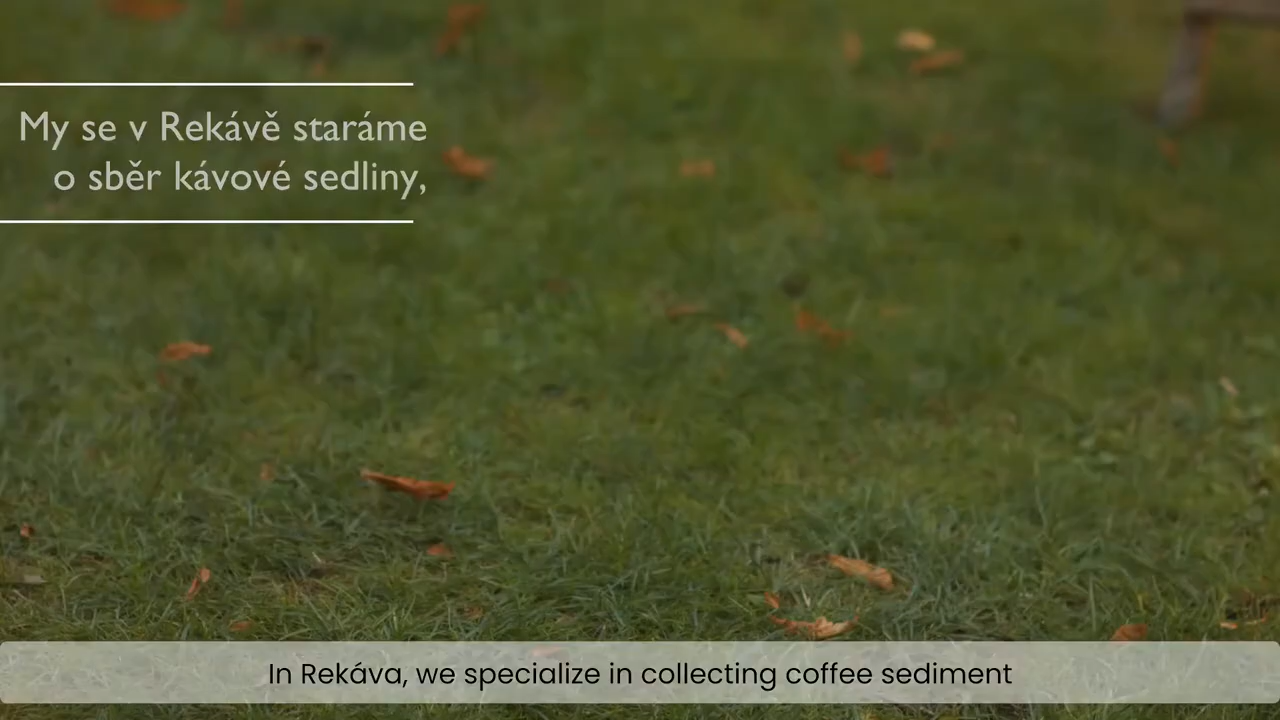 My se v Rekávě staráme
o sběr kávové sedliny,
In Rekáva, we specialize in collecting coffee sediment